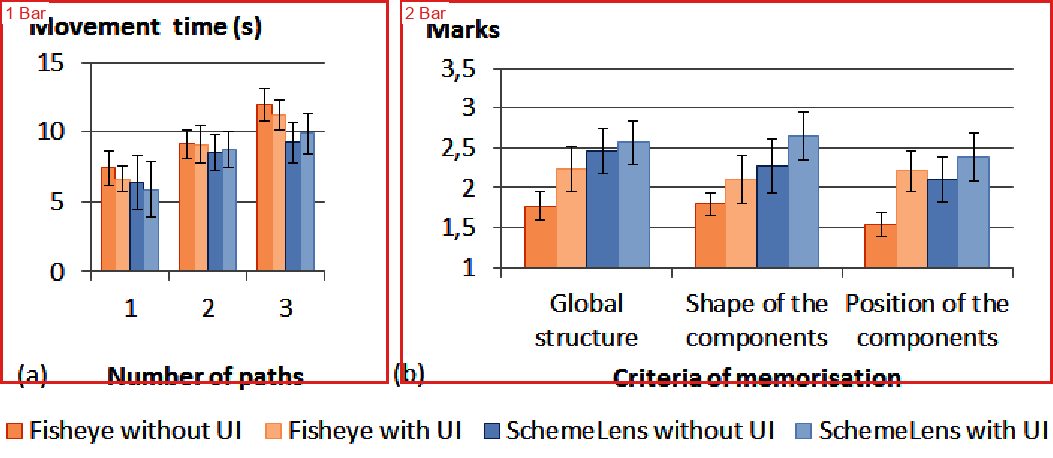 1 Bar
Movement time (s)
15
10
5
0
1 2 3
(a) Number of paths
2 Bar
Marks
3,5
3
2,5
2
1,5
1
Global structure
Shape of the components
Position of the components
(b) Criteria of memorisation
Fisheye without UI Fisheye with UI SchemeLens without UI SchemeLens with UI